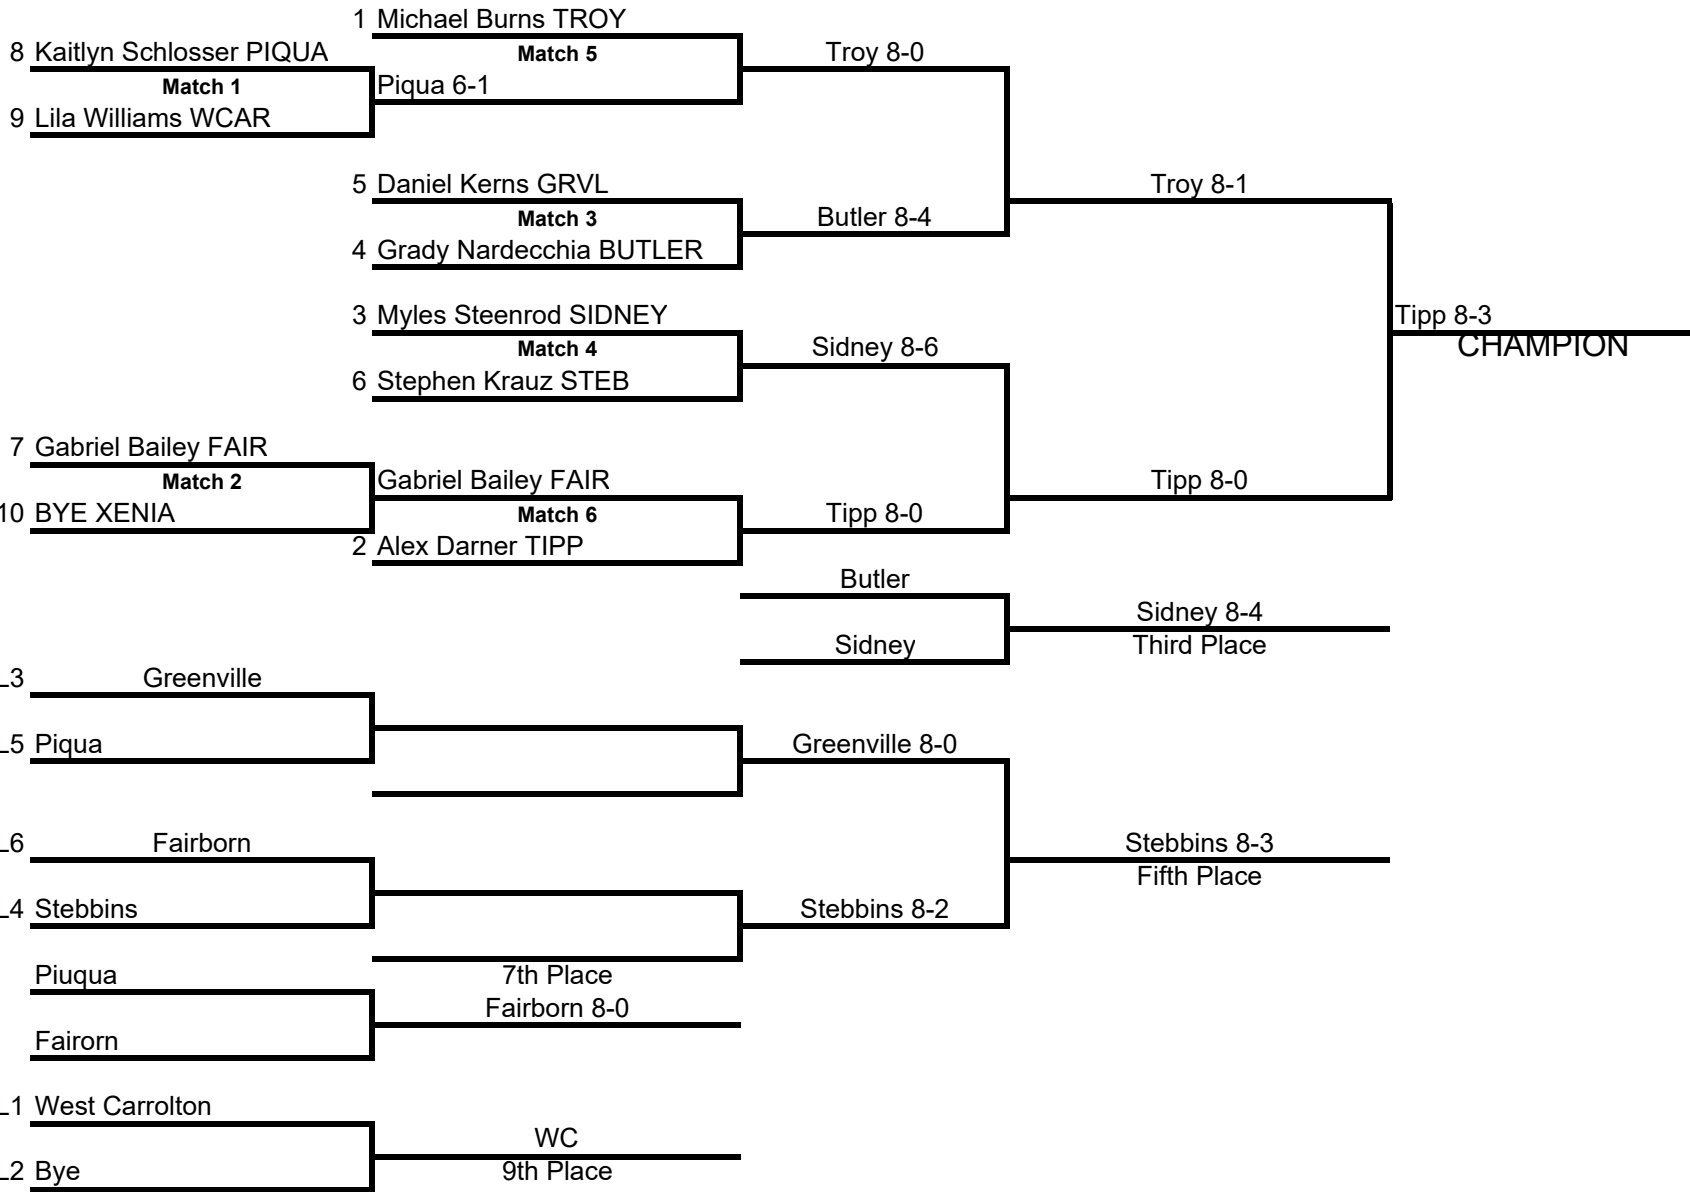 1 Michael Burns TROY
8 Kaitlyn Schlosser PIQUA
Match 5
Troy 8-0
Match 1
Piqua 6-1
9 Lila Williams WCAR
5 Daniel Kerns GRVL
Troy 8-1
Match 3
Butler 8-4
4 Grady Nardecchia BUTLER
3 Myles Steenrod SIDNEY
Tipp 8-3
CHAMPION
Match 4
Sidney 8-6
6 Stephen Krauz STEB
7 Gabriel Bailey FAIR
Match 2
Gabriel Bailey FAIR
Tipp 8-0
10 BYE XENIA
Match 6
Tipp 8-0
2 Alex Darner TIPP
Butler
Sidney 8-4
Sidney
Third Place
L3 Greenville
L5 Piqua
Greenville 8-0
L6 Fairborn
Stebbins 8-3
Fifth Place
L4 Stebbins
Stebbins 8-2
Piuqua
7th Place
Fairborn 8-0
Fairorn
L1 West Carrolton
WC
L2 Bye
9th Place